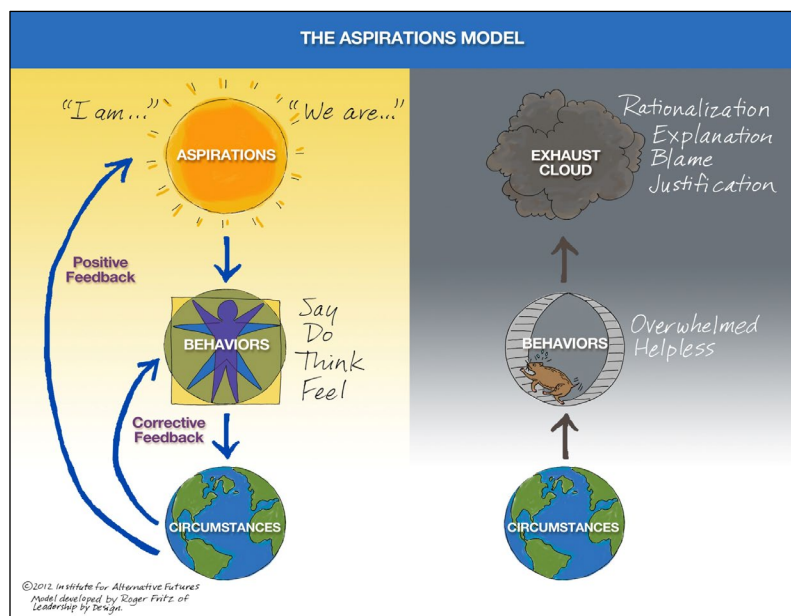 THE ASPIRATIONS MODEL
"I am..."
"We are..."
ASPIRATIONS
Positive
Feedback
BEHAVIORS
Say
Do
Think
Feel
Corrective
Feedback
CIRCUMSTANCES
©2012 Institute for Alternative Futures
Model developed by Roger Fritz of
Leadership by Design.
EXHAUST
CLOUD
Rationalization
Explanation
Blame
Justification
BEHAVIORS
Overwhelmed
Helpless
CIRCUMSTANCES